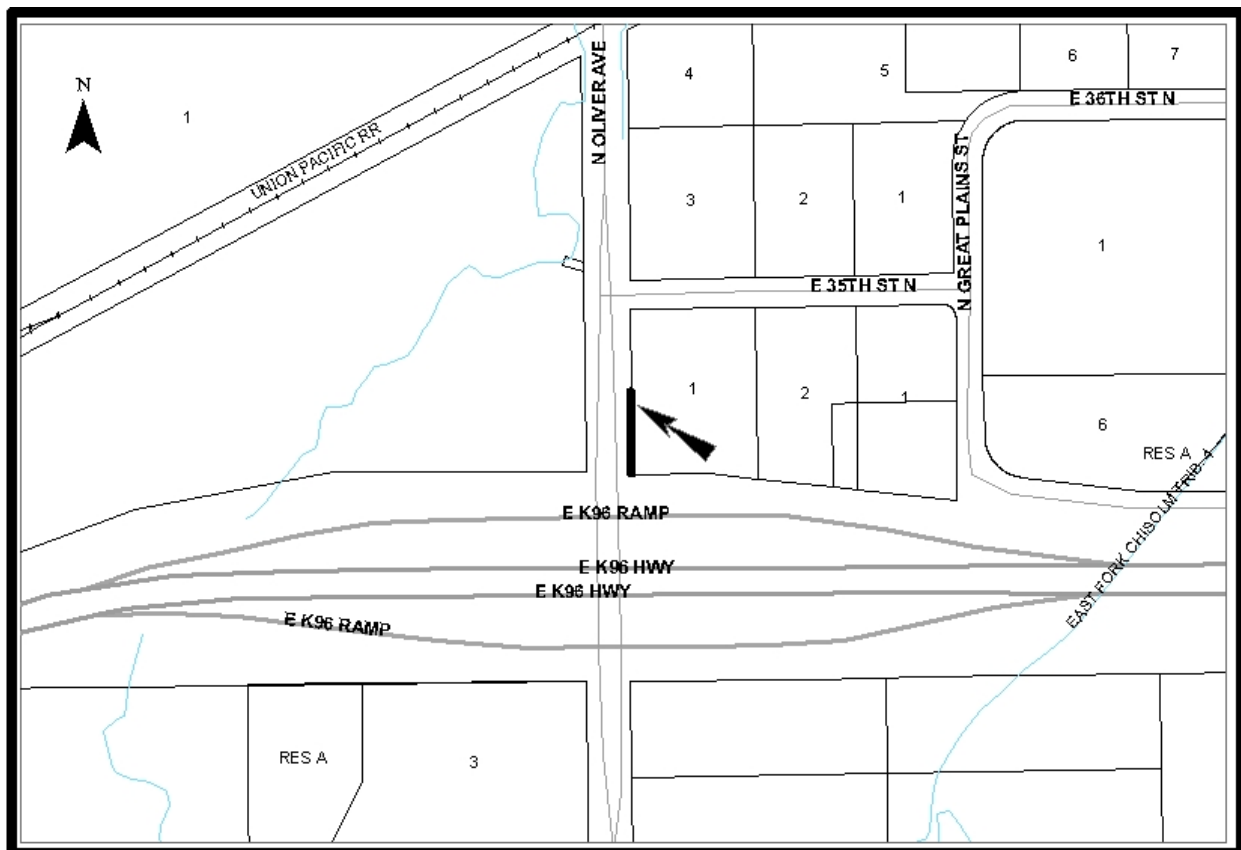 N
1
UNION PACIFIC RR
N OLIVER AVE
4
5
6
7
E 36TH ST N
3
2
1
N GREAT PLAINS ST
1
E 35TH ST N
1
2
1
6
RES A
EAST FORK CHISOLM TRIB. A
E K96 RAMP
E K96 HWY
E K96 HWY
E K96 RAMP
RES A
3